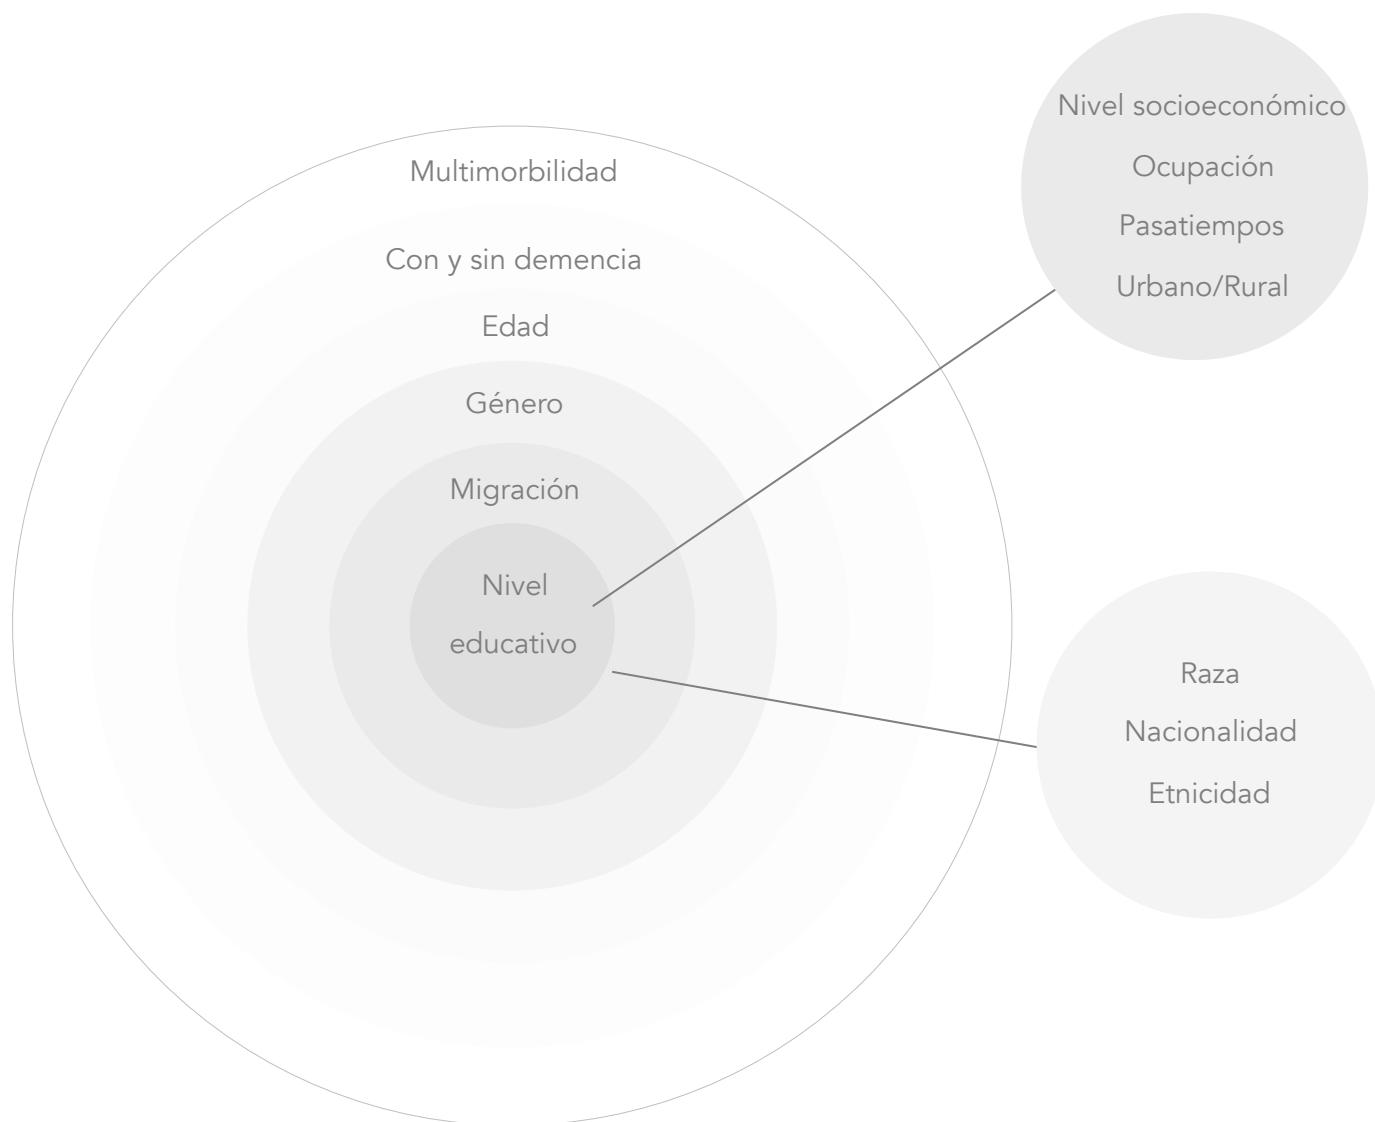 Nivel socioeconómico
Ocupación
Pasatiempos
Urbano/Rural
Multimorbilidad
Con y sin demencia
Edad
Género
Migración
Nivel
educativo
Raza
Nacionalidad
Etnicidad